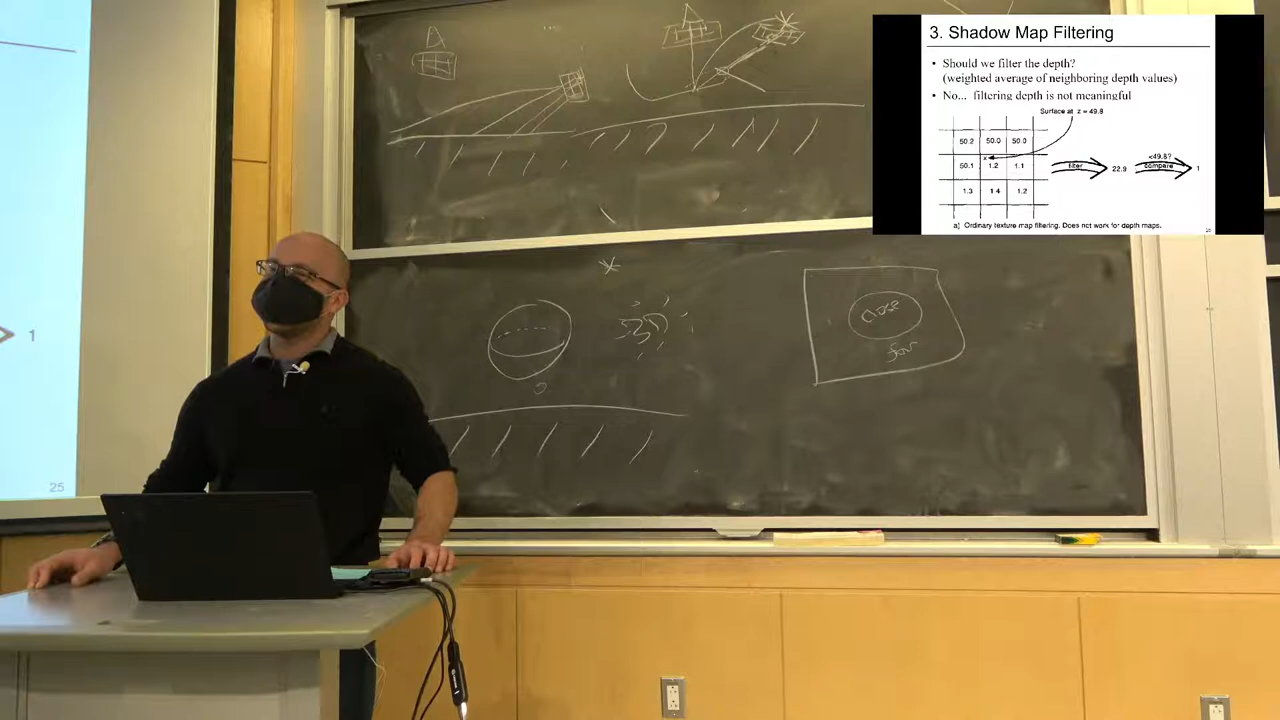 3. Shadow Map Filtering
• Should we filter the depth?
(weighted average of neighboring depth values)
• No... filtering depth is not meaningful
Surface at z = 49.8
50.2 50.0 50.0
50.1 1.2 1.1
1.3 1.4 1.2
x
filter
22.9
<49.8?
compare
1
a) Ordinary texture map filtering. Does not work for depth maps.
25
1
25
close
far